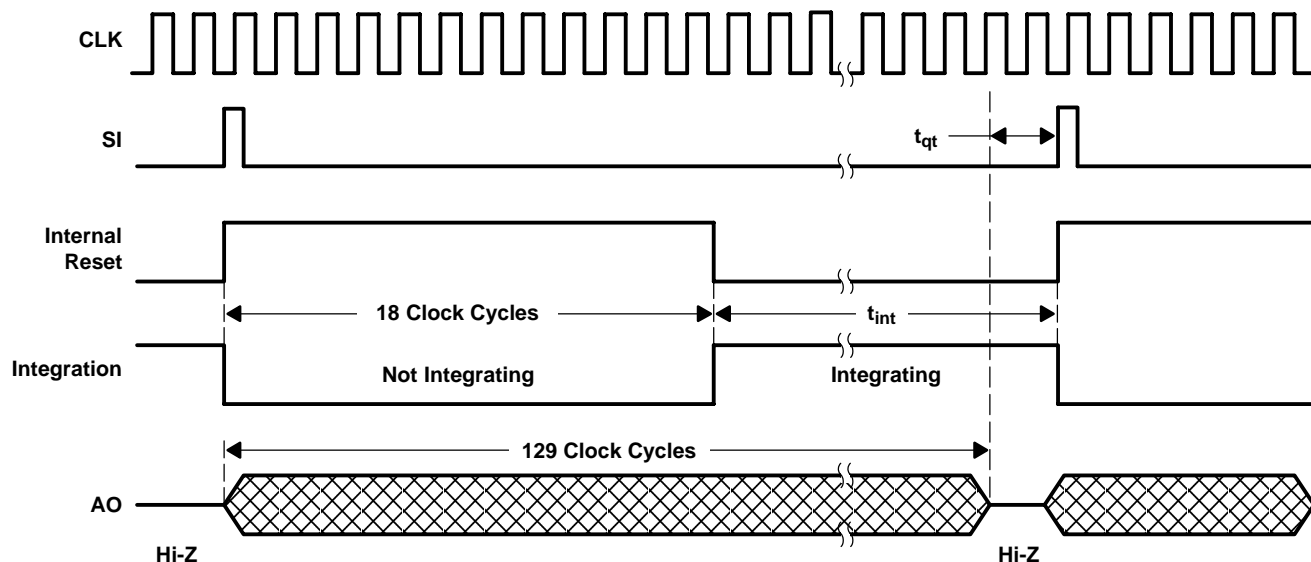 CLK
SI
t_qt
Internal
Reset
18 Clock Cycles
t_int
Integration
Not Integrating
Integrating
129 Clock Cycles
AO
Hi-Z
Hi-Z